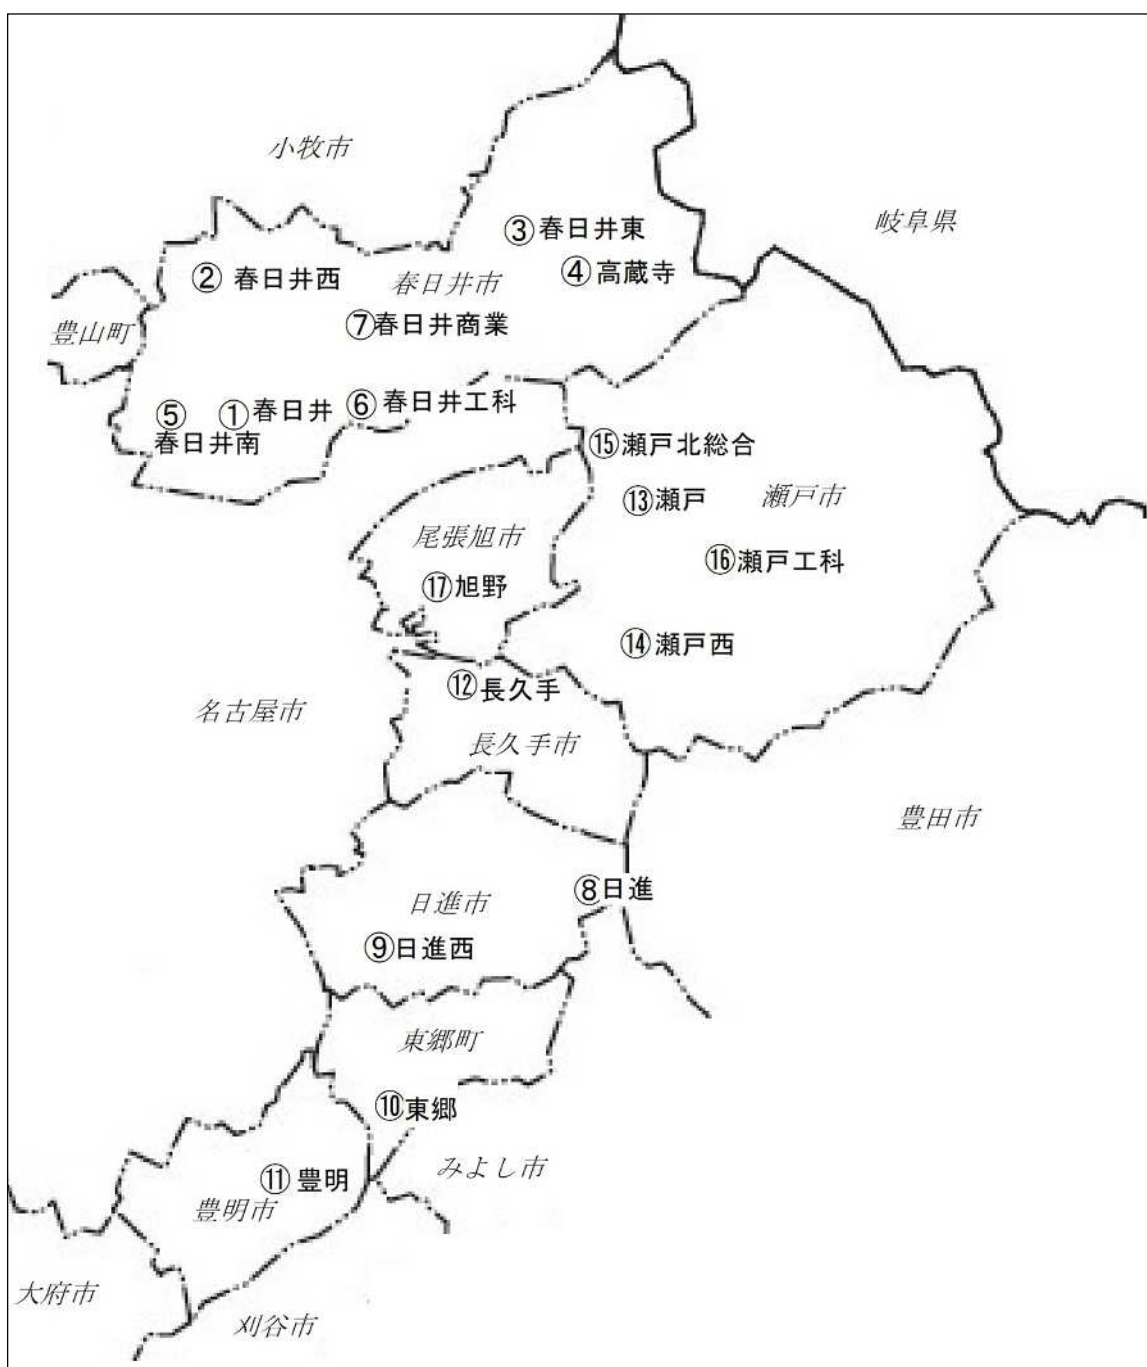 小牧市
③春日井東
岐阜県
②春日井西
春日井市
④高蔵寺
豊山町
⑦春日井商業
⑤
春日井南
①春日井
⑥春日井工科
⑮瀬戸北総合
⑬瀬戸
瀬戸市
尾張旭市
⑯瀬戸工科
⑰旭野
⑭瀬戸西
⑫長久手
名古屋市
長久手市
豊田市
⑧日進
日進市
⑨日進西
東郷町
⑩東郷
みよし市
⑪豊明
豊明市
大府市
刈谷市